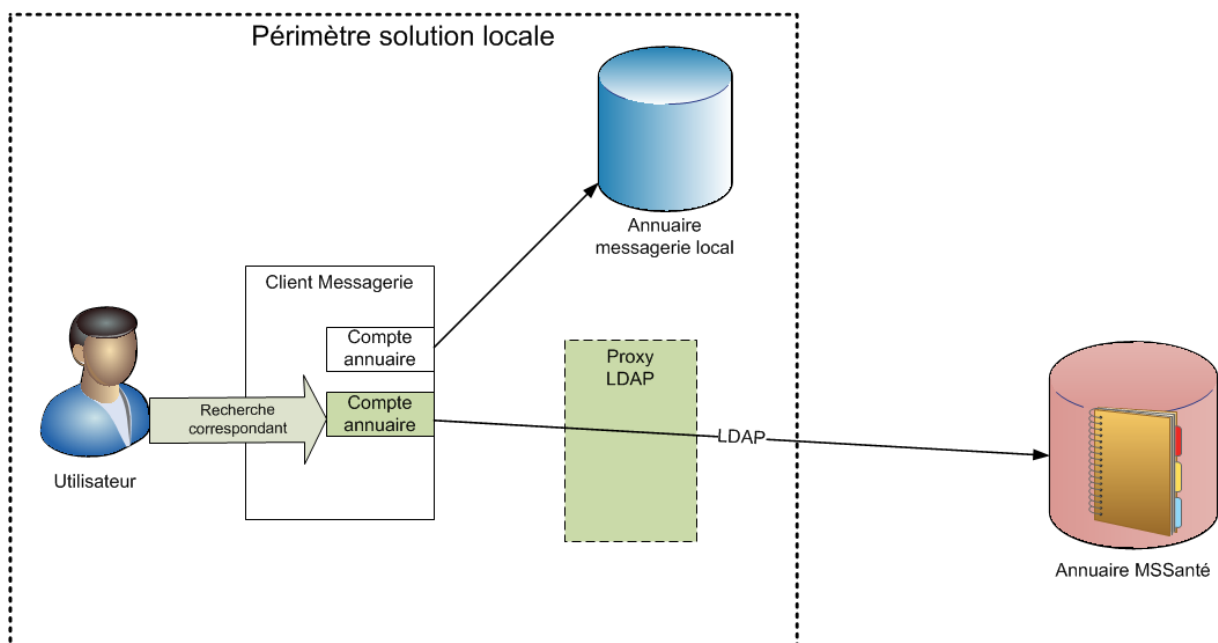 Périmètre solution locale
Annuaire
messagerie local
Client Messagerie
Compte
annuaire
Proxy
LDAP
Recherche
correspondant
Compte
annuaire
LDAP
Utilisateur
Annuaire MSSanté